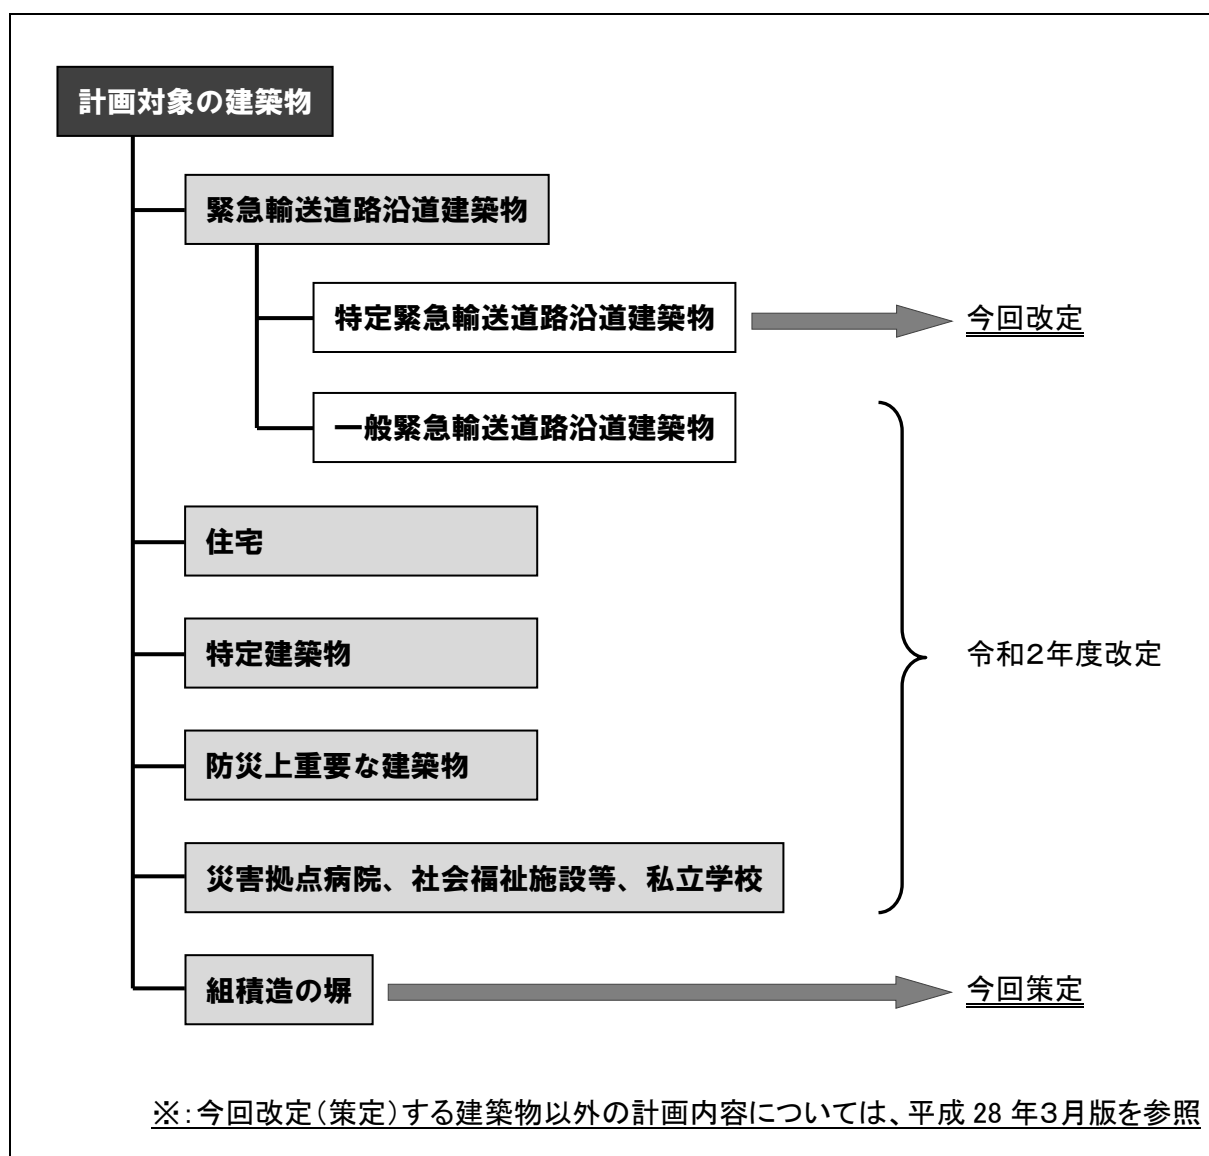 計画対象の建築物
緊急輸送道路沿道建築物
特定緊急輸送道路沿道建築物
今回改定
一般緊急輸送道路沿道建築物
住宅
特定建築物
令和2年度改定
防災上重要な建築物
災害拠点病院、社会福祉施設等、私立学校
組積造の塀
今回策定
※：今回改定（策定）する建築物以外の計画内容については、平成 28 年３月版を参照